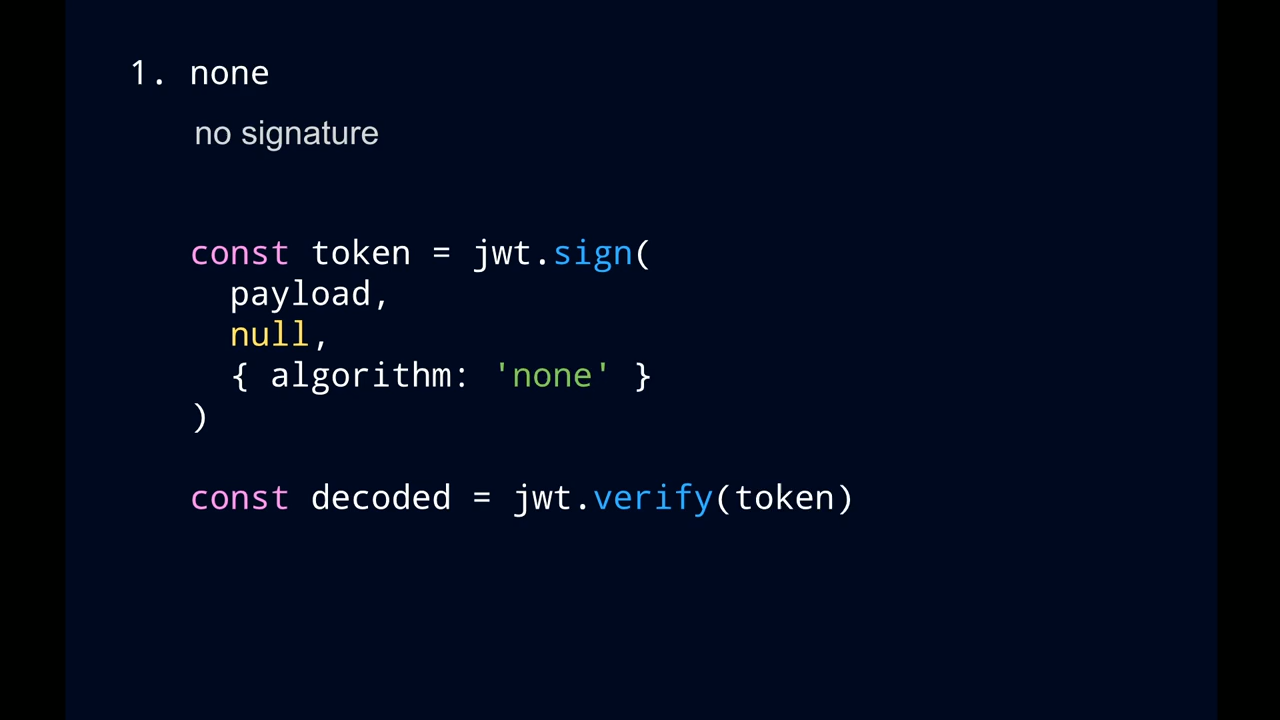 1. none
no signature
const token = jwt.sign(
  payload,
  null,
  { algorithm: 'none' }
)
const decoded = jwt.verify(token)